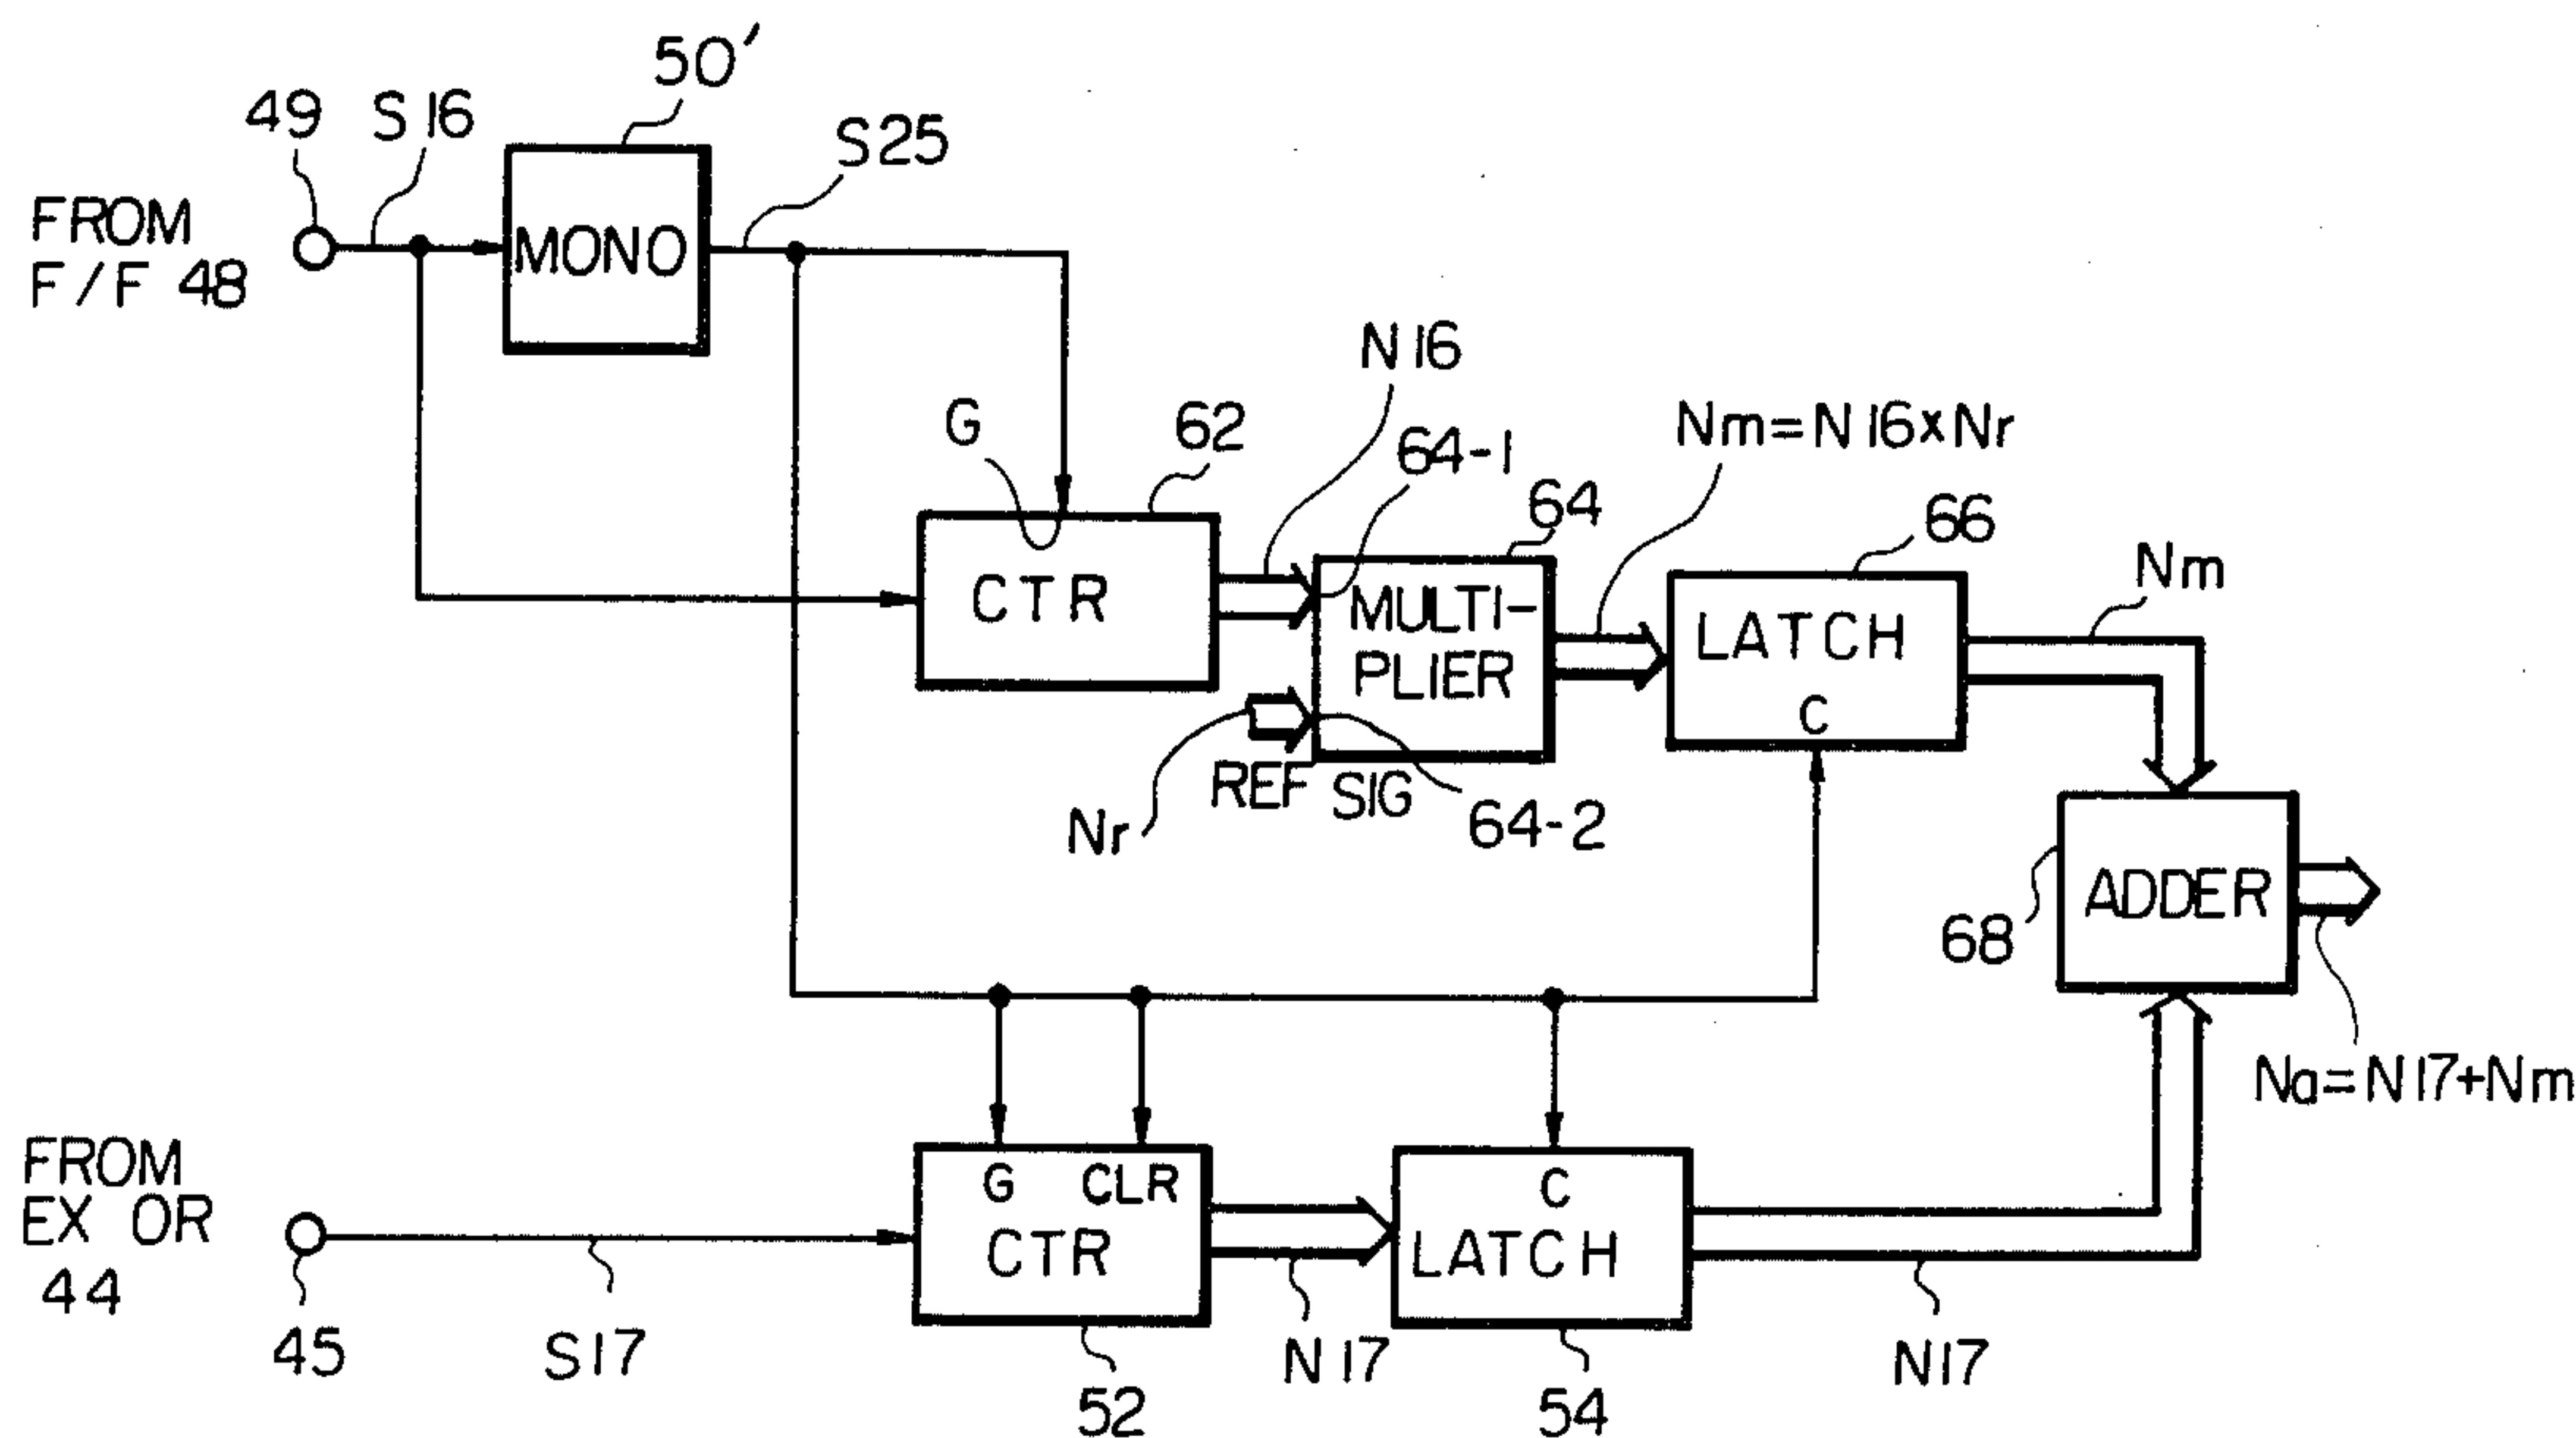 50'
49 S16
S25
FROM
F/F 48
MONO
N16
G 62 64-1 Nm=N16xNr
64 66
Nm
CTR
MULTI-
PLIER
LATCH
C
Nr REF SIG 64-2
68 ADDER
Na=N17+Nm
FROM
EX OR
44
45
S17
G CLR
CTR
52
N17
C
LATCH
54
N17